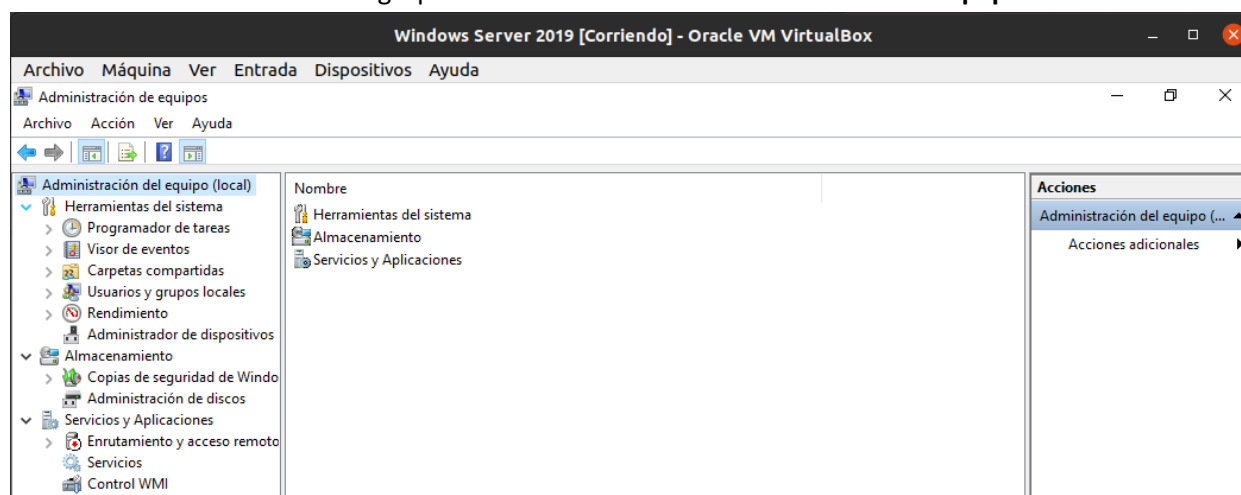 Windows Server 2019 [Corriendo] - Oracle VM VirtualBox
Archivo Máquina Ver Entrada Dispositivos Ayuda
Administración de equipos
Archivo Acción Ver Ayuda
Administración del equipo (local)
Herramientas del sistema
Programador de tareas
Visor de eventos
Carpetas compartidas
Usuarios y grupos locales
Rendimiento
Administrador de dispositivos
Almacenamiento
Copias de seguridad de Windo
Administración de discos
Servicios y Aplicaciones
Enrutamiento y acceso remoto
Servicios
Control WMI
Nombre
Herramientas del sistema
Almacenamiento
Servicios y Aplicaciones
Acciones
Administración del equipo (...
Acciones adicionales